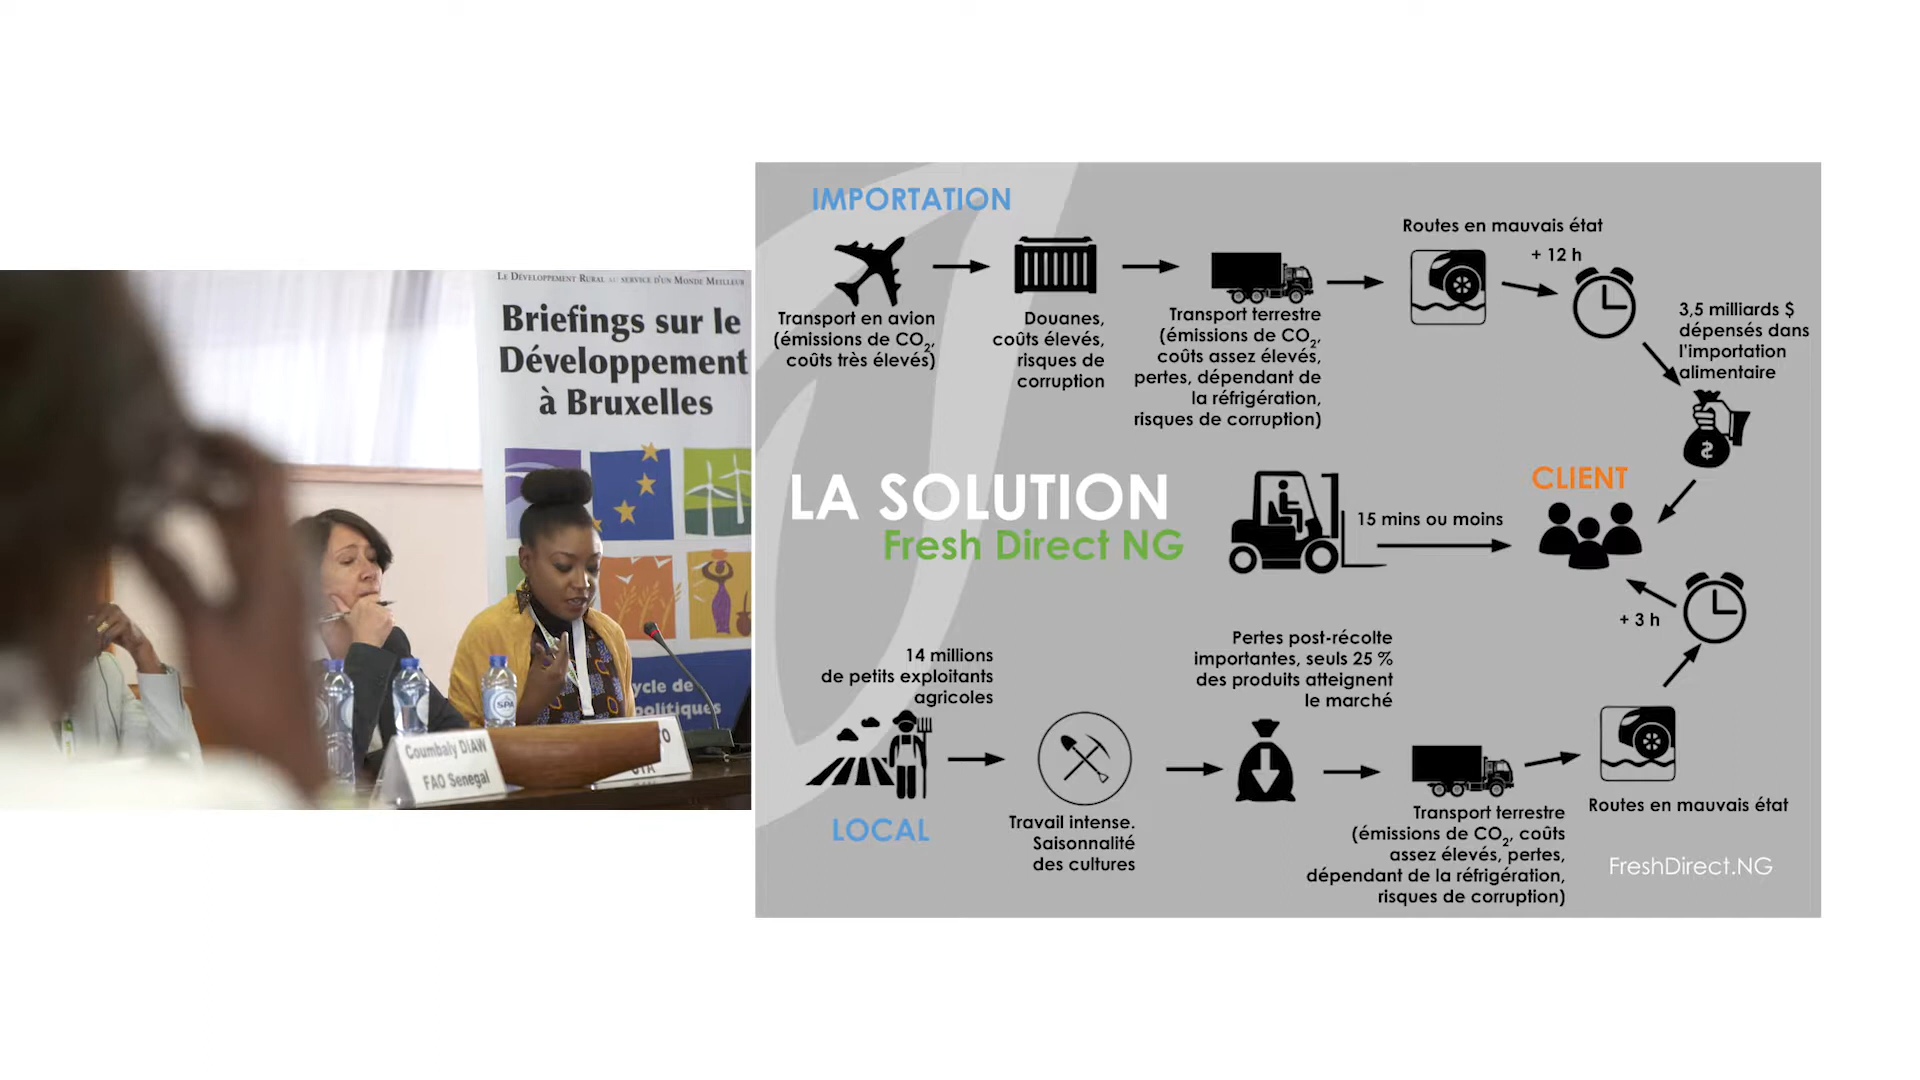 LE DÉVELOPPEMENT RURAL AU SERVICE D'UN MONDE MEILLEUR
Briefings sur le
Développement
à Bruxelles
ycle de
politiques
SPA
Coumbaly DIAW
FAO Senegal
TO
IMPORTATION
Transport en avion
(émissions de CO2,
coûts très élevés)
Douanes,
coûts élevés,
risques de
corruption
Transport terrestre
(émissions de CO2,
coûts assez élevés,
pertes, dépendant de
la réfrigération,
risques de corruption)
Routes en mauvais état
+ 12 h
3,5 milliards $
dépensés dans
l'importation
alimentaire
LA SOLUTION
Fresh Direct NG
15 mins ou moins
CLIENT
+ 3 h
14 millions
de petits exploitants
agricoles
LOCAL
Travail intense.
Saisonnalité
des cultures
Pertes post-récolte
importantes, seuls 25 %
des produits atteignent
le marché
Transport terrestre
(émissions de CO2, coûts
assez élevés, pertes,
dépendant de la réfrigération,
risques de corruption)
Routes en mauvais état
FreshDirect.NG